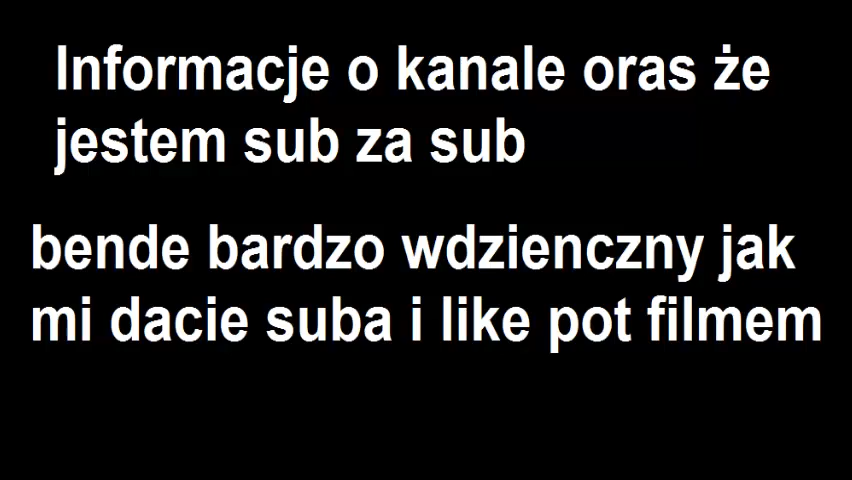 Informacje o kanale oras że
jestem sub za sub
bende bardzo wdzienczny jak
mi dacie suba i like pot filmem